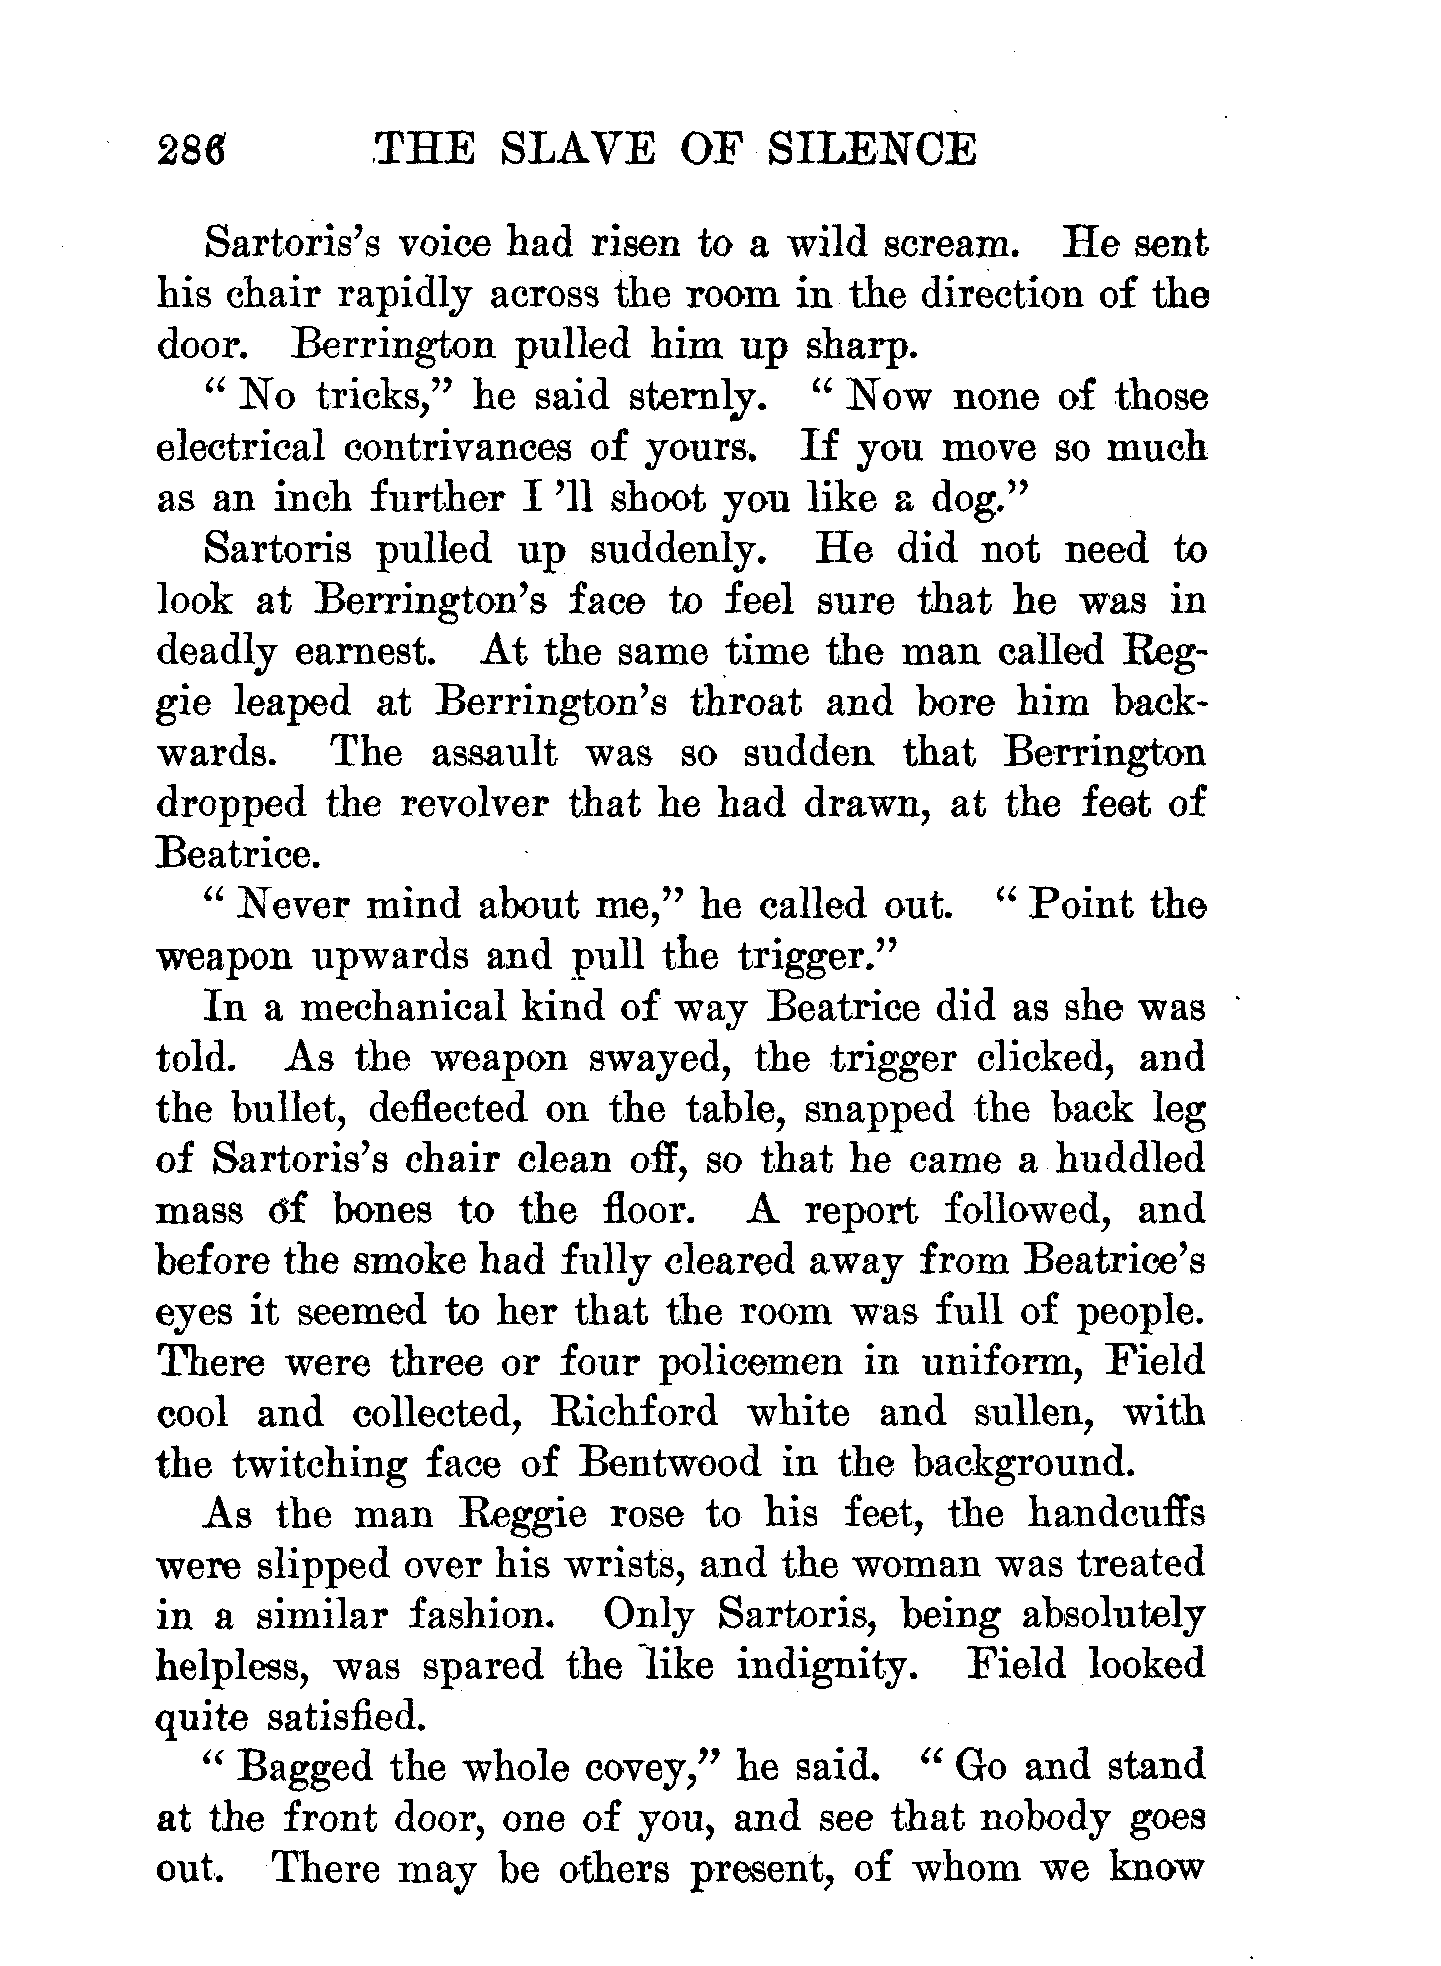 286 THE SLAVE OF SILENCE
Sartoris's voice had risen to a wild scream. He sent
his chair rapidly across the room in the direction of the
door. Berrington pulled him up sharp.
" No tricks," he said sternly. " Now none of those
electrical contrivances of yours. If you move so much
as an inch further I 'll shoot you like a dog."
Sartoris pulled up suddenly. He did not need to
look at Berrington's face to feel sure that he was in
deadly earnest. At the same time the man called Reg-
gie leaped at Berrington's throat and bore him back-
wards. The assault was so sudden that Berrington
dropped the revolver that he had drawn, at the feet of
Beatrice.
" Never mind about me," he called out. " Point the
weapon upwards and pull the trigger."
In a mechanical kind of way Beatrice did as she was
told. As the weapon swayed, the trigger clicked, and
the bullet, deflected on the table, snapped the back leg
of Sartoris's chair clean off, so that he came a huddled
mass of bones to the floor. A report followed, and
before the smoke had fully cleared away from Beatrice's
eyes it seemed to her that the room was full of people.
There were three or four policemen in uniform, Field
cool and collected, Richford white and sullen, with
the twitching face of Bentwood in the background.
As the man Reggie rose to his feet, the handcuffs
were slipped over his wrists, and the woman was treated
in a similar fashion. Only Sartoris, being absolutely
helpless, was spared the like indignity. Field looked
quite satisfied.
" Bagged the whole covey," he said. " Go and stand
at the front door, one of you, and see that nobody goes
out. There may be others present, of whom we know